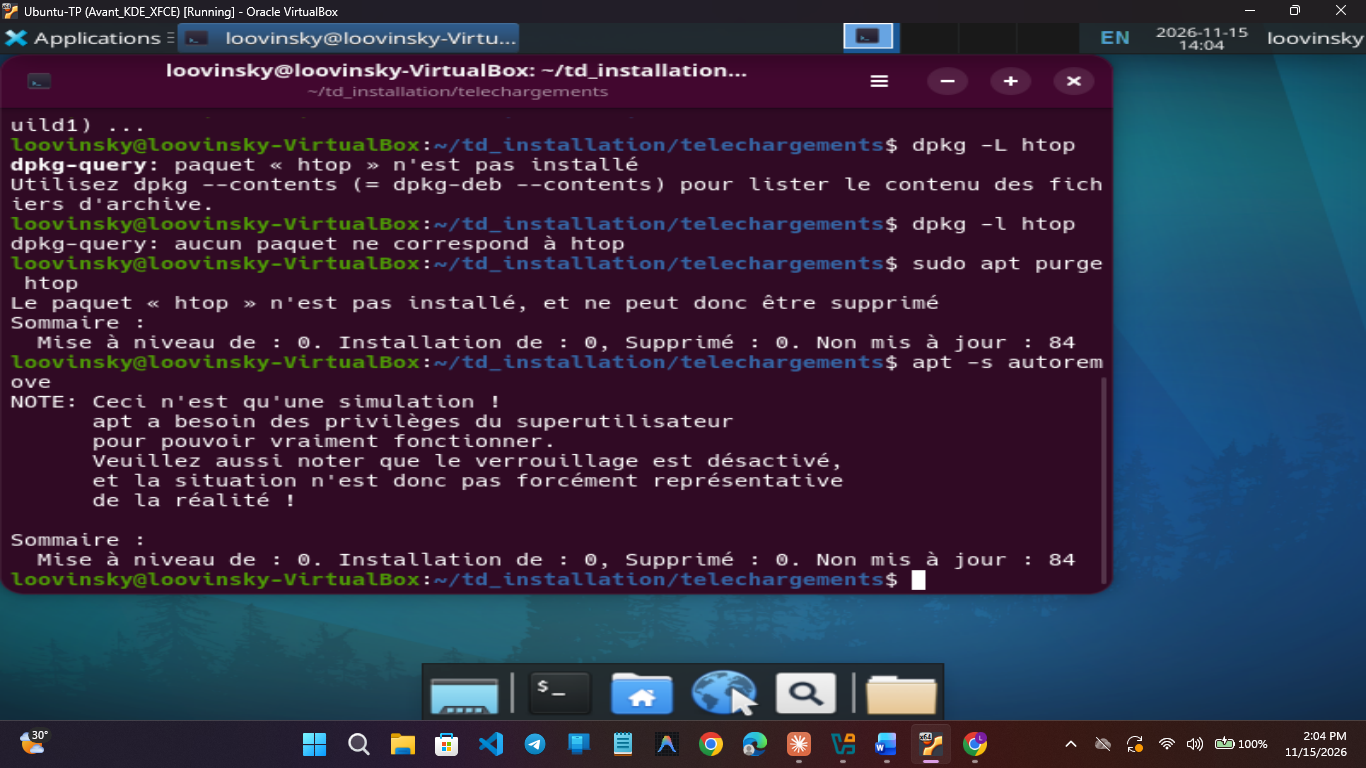 Ubuntu-TP (Avant_KDE_XFCE) [Running] - Oracle VirtualBox
Applications
loovinsky@loovinsky-Virtu...
EN
2026-11-15
14:04
loovinsky
loovinsky@loovinsky-VirtualBox: ~/td_installation...
~/td_installation/telechargements
uild1) ...
loovinsky@loovinsky-VirtualBox:~/td_installation/telechargements$ dpkg -L htop
dpkg-query: paquet « htop » n'est pas installé
Utilisez dpkg --contents (= dpkg-deb --contents) pour lister le contenu des fich
iers d'archive.
loovinsky@loovinsky-VirtualBox:~/td_installation/telechargements$ dpkg -l htop
dpkg-query: aucun paquet ne correspond à htop
loovinsky@loovinsky-VirtualBox:~/td_installation/telechargements$ sudo apt purge
 htop
Le paquet « htop » n'est pas installé, et ne peut donc être supprimé
Sommaire :
  Mise à niveau de : 0. Installation de : 0, Supprimé : 0. Non mis à jour : 84
loovinsky@loovinsky-VirtualBox:~/td_installation/telechargements$ apt -s autorem
ove
NOTE: Ceci n'est qu'une simulation !
      apt a besoin des privilèges du superutilisateur
      pour pouvoir vraiment fonctionner.
      Veuillez aussi noter que le verrouillage est désactivé,
      et la situation n'est donc pas forcément représentative
      de la réalité !
Sommaire :
  Mise à niveau de : 0. Installation de : 0, Supprimé : 0. Non mis à jour : 84
loovinsky@loovinsky-VirtualBox:~/td_installation/telechargements$
$_
30°
100%
2:04 PM
11/15/2026